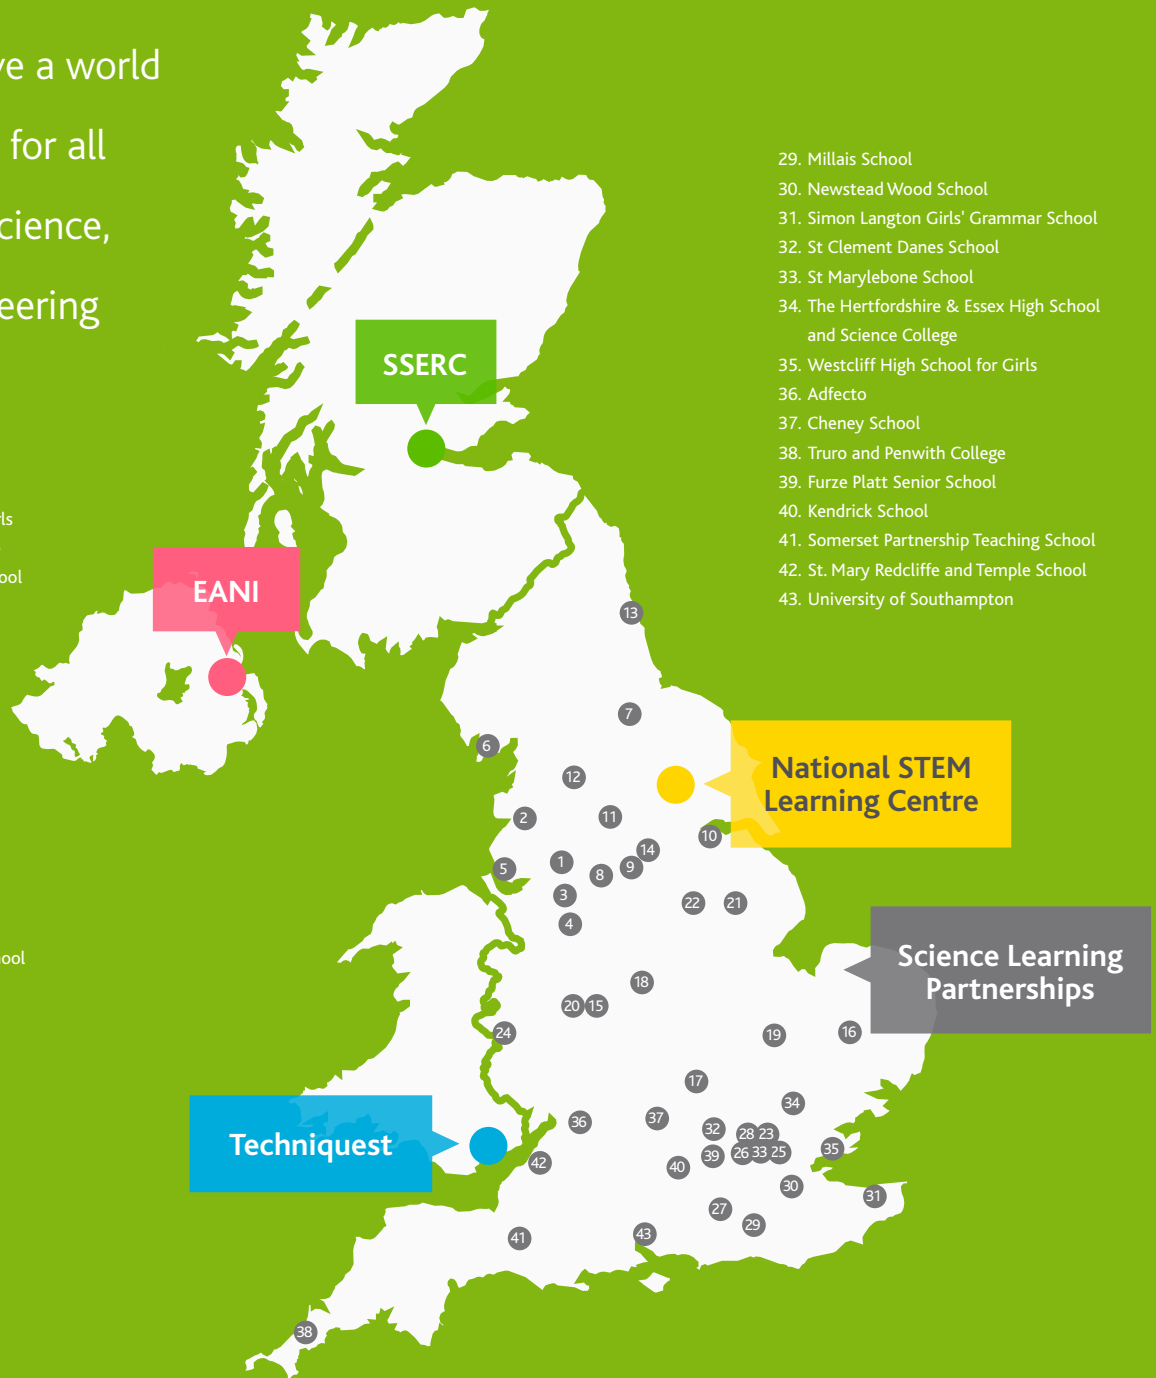 ve a world
for all
cience,
eering
ls
ool
ool
29. Millais School
30. Newstead Wood School
31. Simon Langton Girls' Grammar School
32. St Clement Danes School
33. St Marylebone School
34. The Hertfordshire & Essex High School
and Science College
35. Westcliff High School for Girls
36. Adfecto
37. Cheney School
38. Truro and Penwith College
39. Furze Platt Senior School
40. Kendrick School
41. Somerset Partnership Teaching School
42. St. Mary Redcliffe and Temple School
43. University of Southampton
SSERC
EANI
13
7
6
National STEM
Learning Centre
12
2
11
10
14
1
9
5
8
3
22
21
4
Science Learning
Partnerships
18
20
15
24
19
16
17
34
36
37
32
28
23
Techniquest
35
39
26
33
25
42
40
30
31
27
29
43
41
38